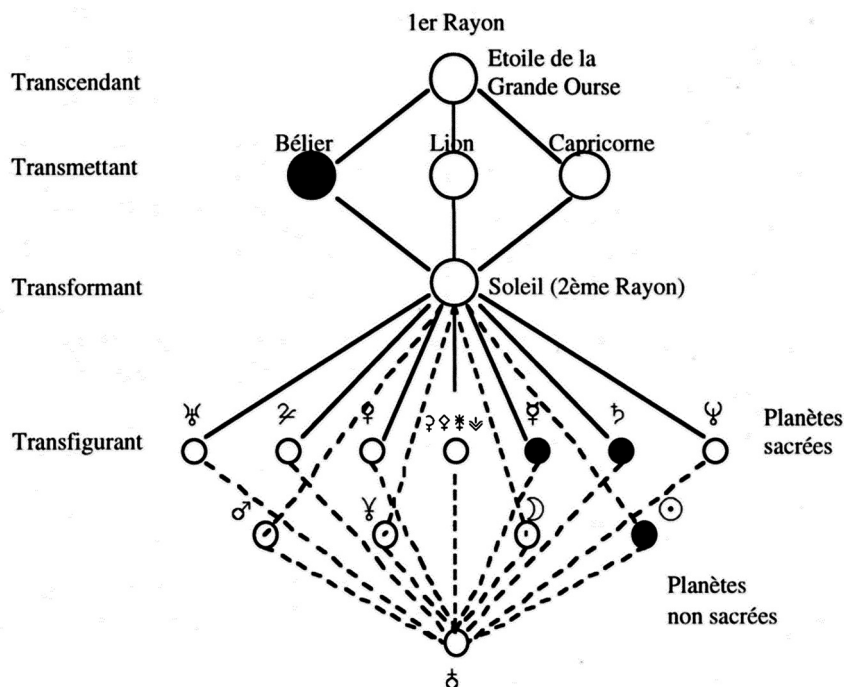 1er Rayon
Etoile de la
Grande Ourse
Transcendant
Bélier
Lion
Capricorne
Transmettant
Transformant
Soleil (2ème Rayon)
♅ ♃ ♀ ⚳ ⚴ ⚵ ⚶ ☿ ♄ ♆
Transfigurant
Planètes
sacrées
♂ ☽ ☉
Planètes
non sacrées
♁